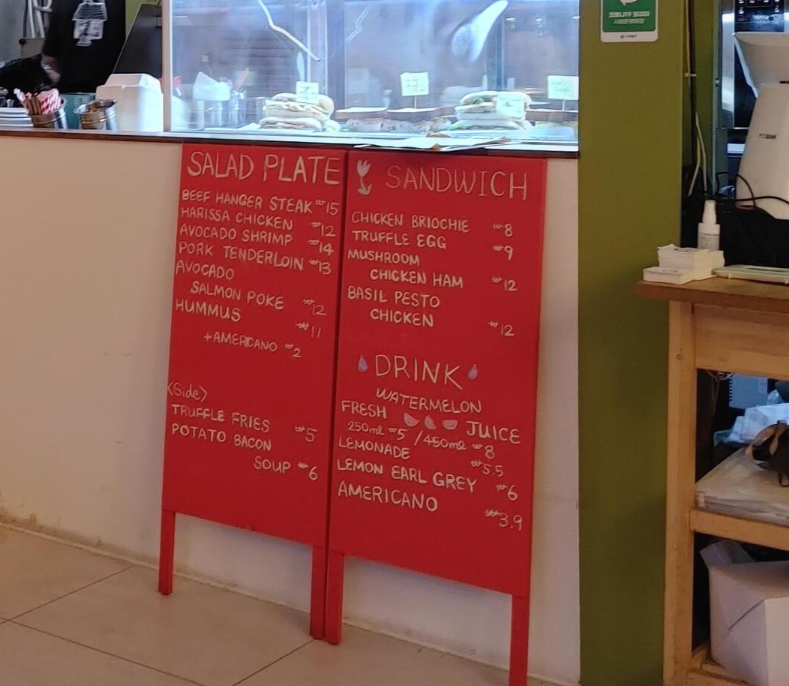 SALAD PLATE
BEEF HANGER STEAK ₩15
HARISSA CHICKEN ₩12
AVOCADO SHRIMP ₩14
PORK TENDERLOIN ₩13
AVOCADO
SALMON POKE ₩12
HUMMUS ₩11
+AMERICANO ₩2
<Side>
TRUFFLE FRIES ₩5
POTATO BACON
SOUP ₩6
SANDWICH
CHICKEN BRIOCHIE ₩8
TRUFFLE EGG ₩9
MUSHROOM
CHICKEN HAM ₩12
BASIL PESTO
CHICKEN ₩12
DRINK
WATERMELON
FRESH JUICE
250ml ₩5 / 450ml ₩8
LEMONADE ₩5.5
LEMON EARL GREY ₩6
AMERICANO ₩3.9